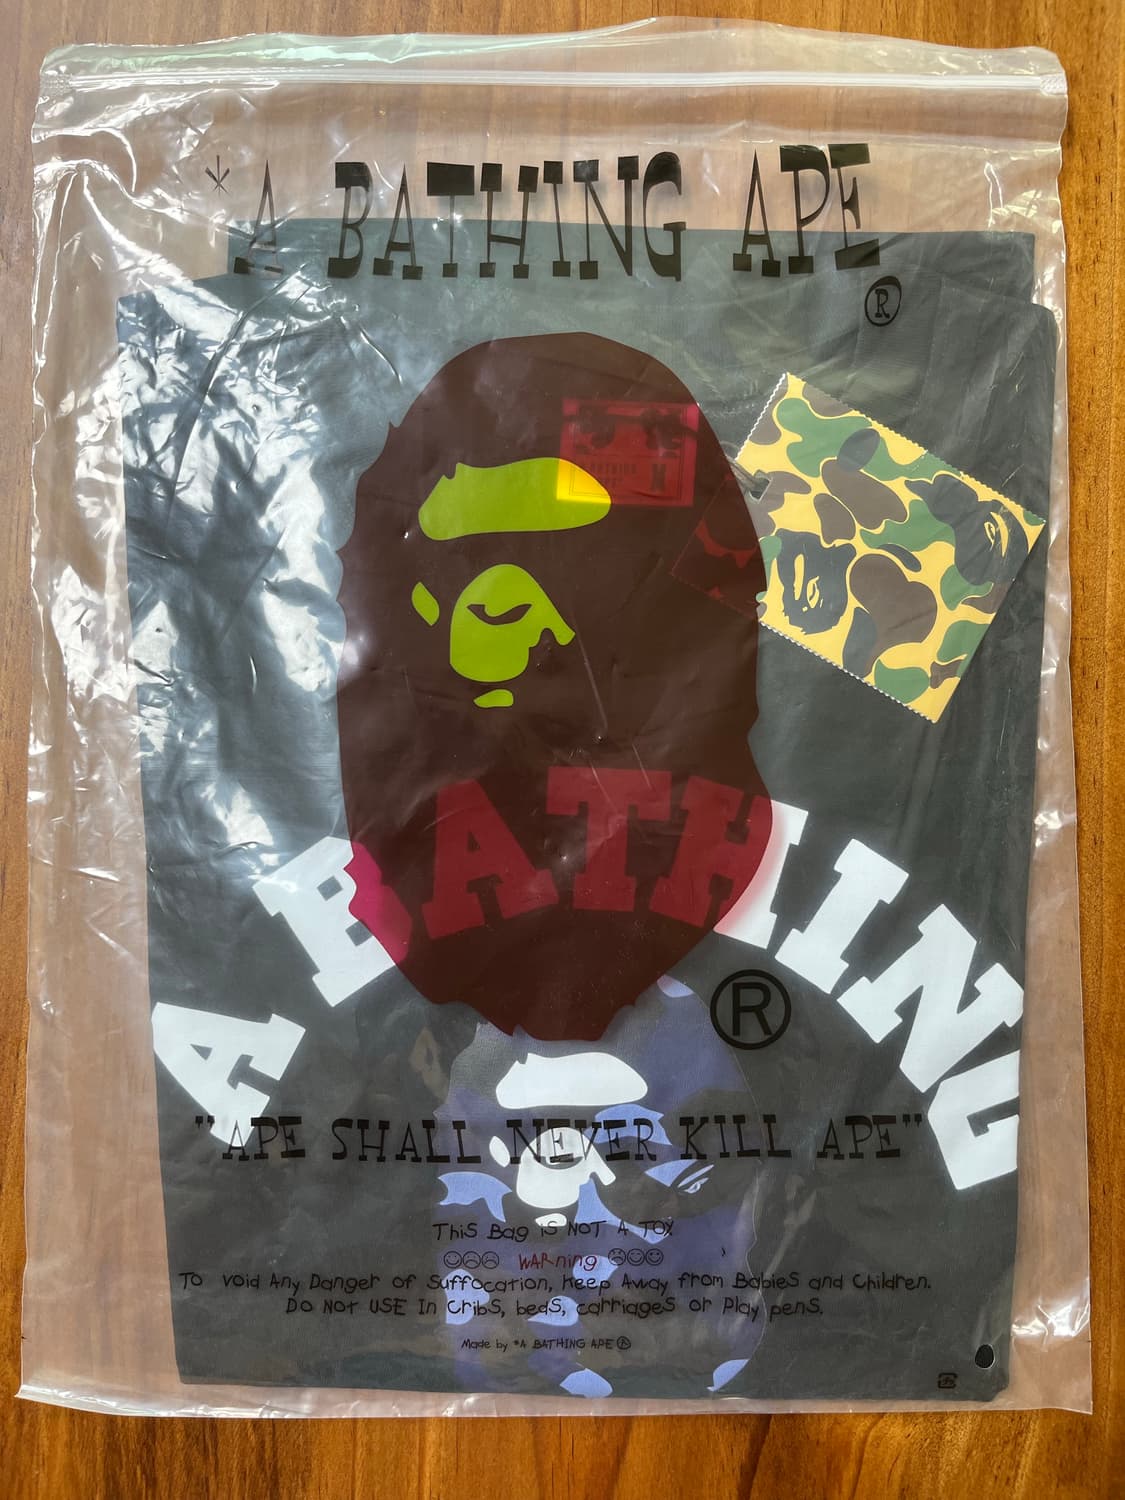 *A BATHING APE
®
A BATHING
®
"APE SHALL NEVER KILL APE"
This Bag is NOT A TOY
WARning
TO void Any Danger of Suffocation, Keep Away from Babies and Children.
DO NOT USE In Cribs, beds, carriages or Play pens.
Made by *A BATHING APE ®